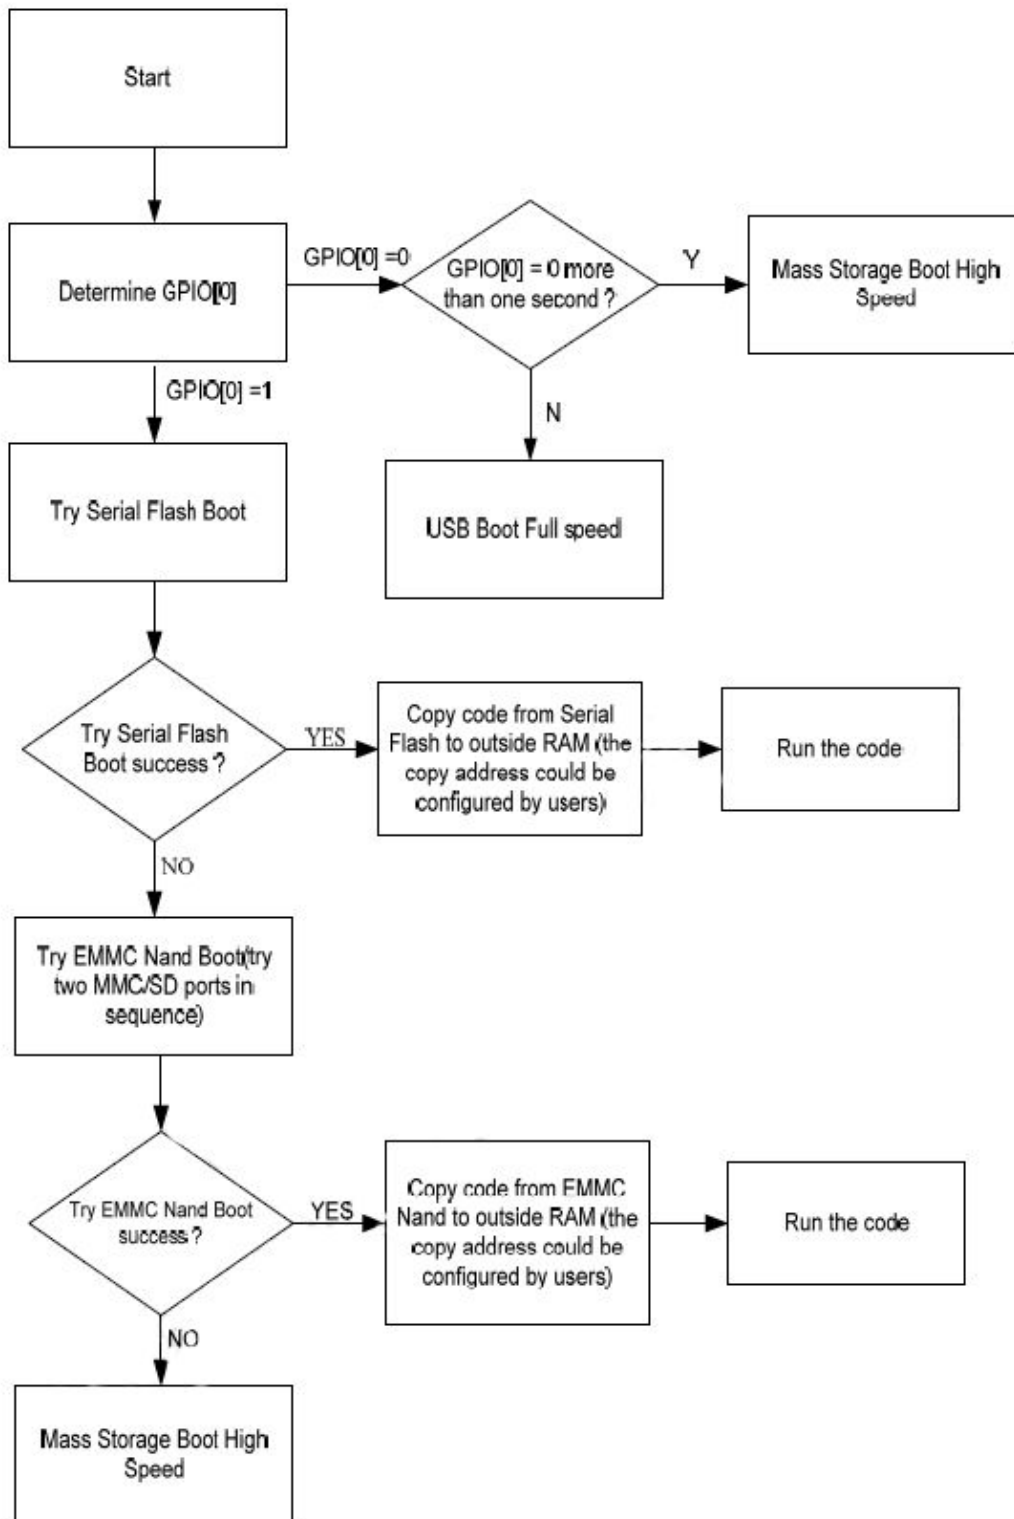 Start
Determine GPIO[0]
GPIO[0] =0
GPIO[0] = 0 more
than one second ?
Y
Mass Storage Boot High
Speed
GPIO[0] =1
N
Try Serial Flash Boot
USB Boot Full speed
Try Serial Flash
Boot success ?
YES
Copy code from Serial
Flash to outside RAM (the
copy address could be
configured by users)
Run the code
NO
Try EMMC Nand Boot(try
two MMC/SD ports in
sequence)
Try EMMC Nand Boot
success ?
YES
Copy code from EMMC
Nand to outside RAM (the
copy address could be
configured by users)
Run the code
NO
Mass Storage Boot High
Speed